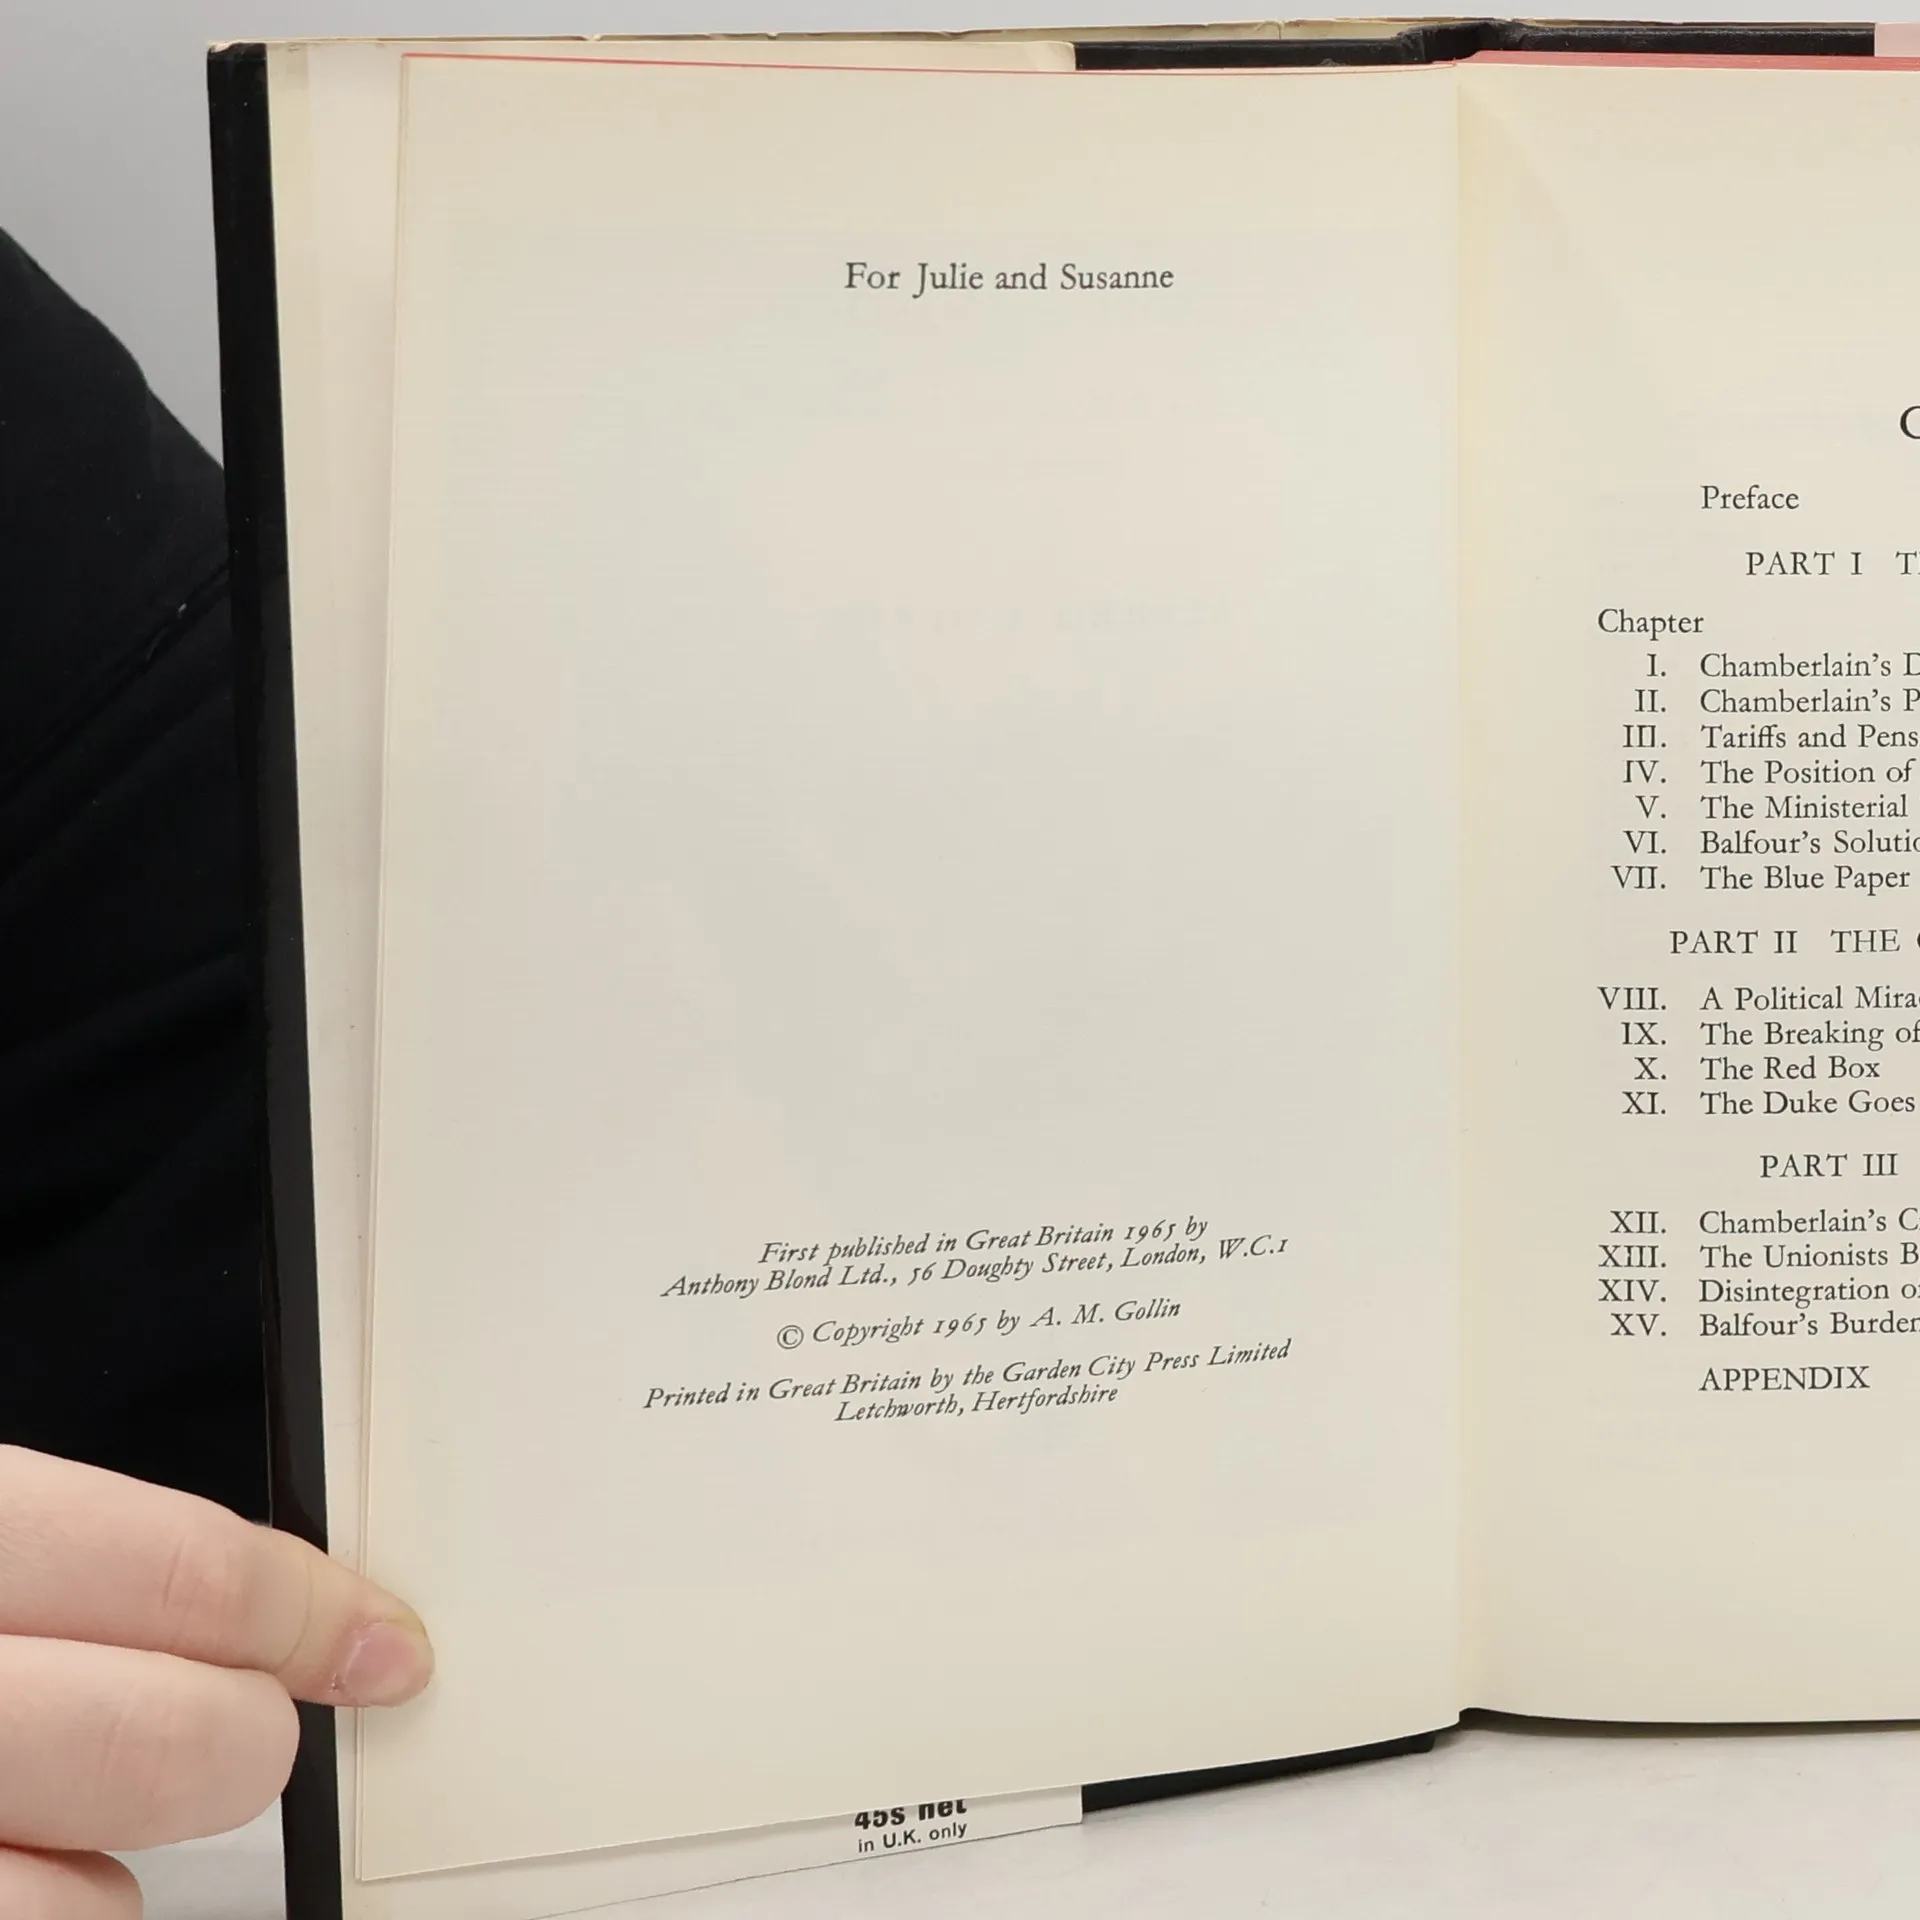 For Julie and Susanne
First published in Great Britain 1965 by
Anthony Blond Ltd., 56 Doughty Street, London, W.C.1
© Copyright 1965 by A. M. Gollin
Printed in Great Britain by the Garden City Press Limited
Letchworth, Hertfordshire
45s net
in U.K. only
Preface
PART I
Chapter
I. Chamberlain's
II. Chamberlain's
III. Tariffs and
IV. The Position of
V. The Ministerial
VI. Balfour's
VII. The Blue Paper
PART II THE
VIII. A Political
IX. The Breaking of
X. The Red Box
XI. The Duke Goes
PART III
XII. Chamberlain's
XIII. The Unionists
XIV. Disintegration
XV. Balfour's
APPENDIX